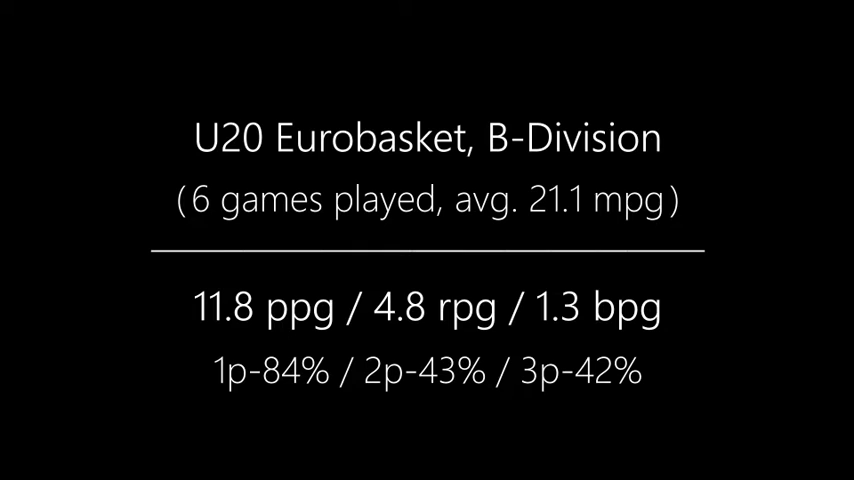 U20 Eurobasket, B-Division
(6 games played, avg. 21.1 mpg)
11.8 ppg / 4.8 rpg / 1.3 bpg
1p-84% / 2p-43% / 3p-42%